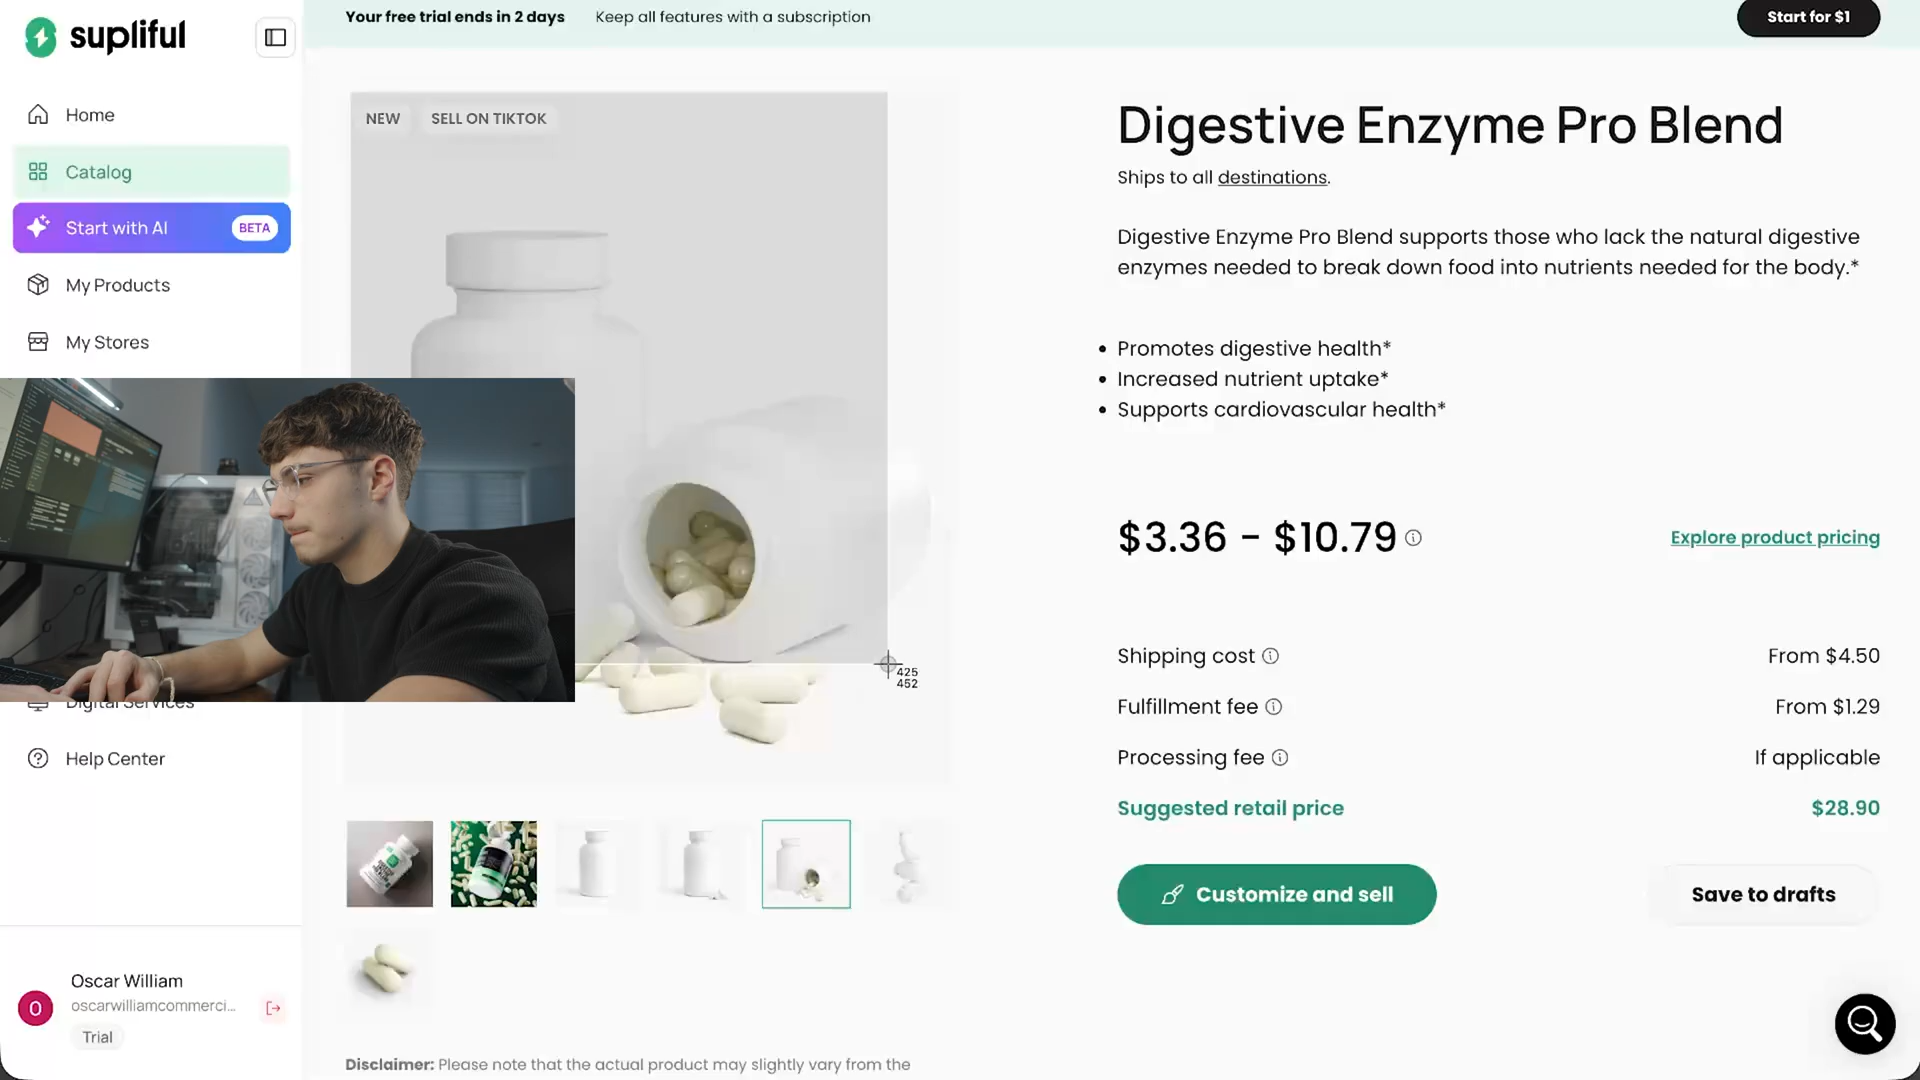 supliful
Your free trial ends in 2 days
Keep all features with a subscription
Start for $1
Home
Catalog
Start with AI
BETA
My Products
My Stores
Digital Services
Help Center
Oscar William
oscarwilliamcommerci...
Trial
NEW
SELL ON TIKTOK
425
452
Disclaimer: Please note that the actual product may slightly vary from the
Digestive Enzyme Pro Blend
Ships to all destinations.
Digestive Enzyme Pro Blend supports those who lack the natural digestive
enzymes needed to break down food into nutrients needed for the body.*
Promotes digestive health*
Increased nutrient uptake*
Supports cardiovascular health*
$3.36 - $10.79
Explore product pricing
Shipping cost
From $4.50
Fulfillment fee
From $1.29
Processing fee
If applicable
Suggested retail price
$28.90
Customize and sell
Save to drafts